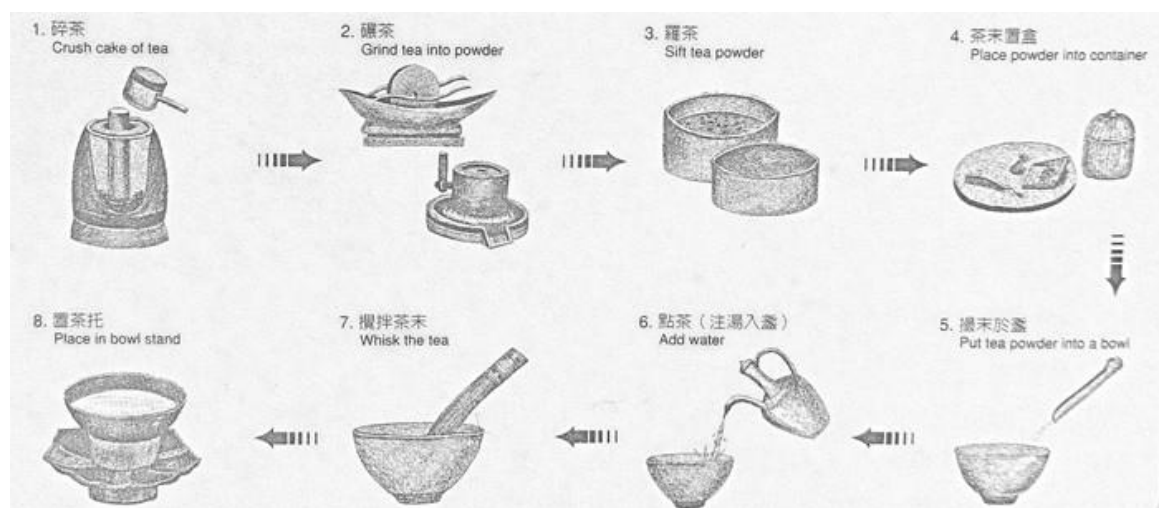 1. 碎茶
Crush cake of tea
2. 碾茶
Grind tea into powder
3. 羅茶
Sift tea powder
4. 茶末置盒
Place powder into container
5. 撮末於盞
Put tea powder into a bowl
6. 點茶（注湯入盞）
Add water
7. 攪拌茶末
Whisk the tea
8. 置茶托
Place in bowl stand